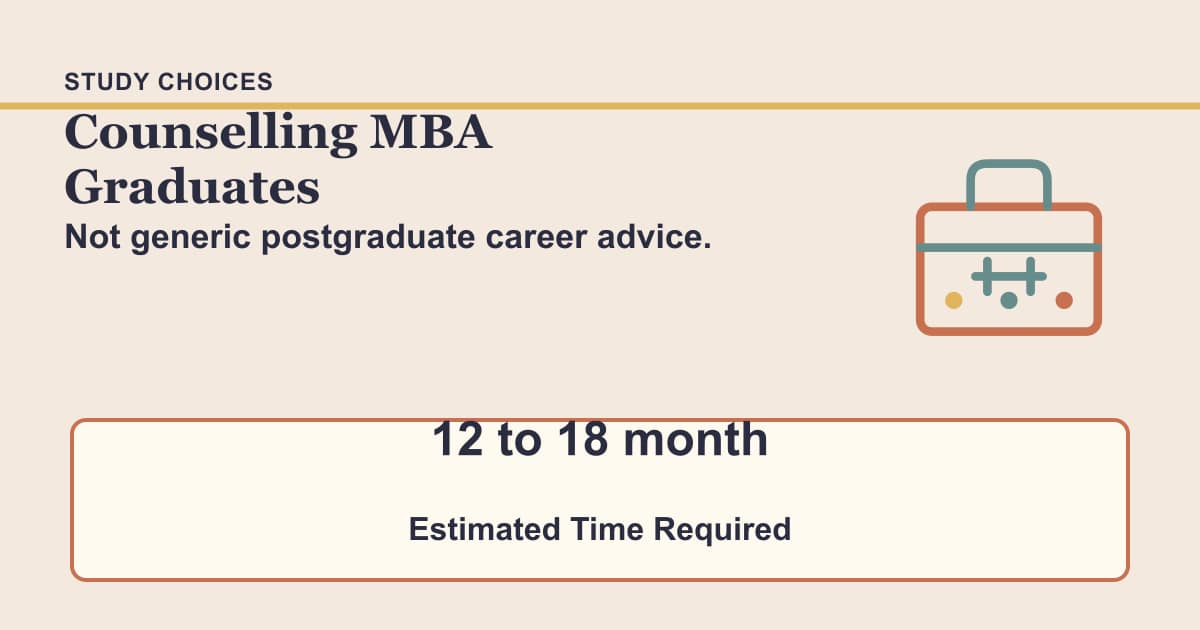 STUDY CHOICES
Counselling MBA
Graduates
Not generic postgraduate career advice.
12 to 18 month
Estimated Time Required